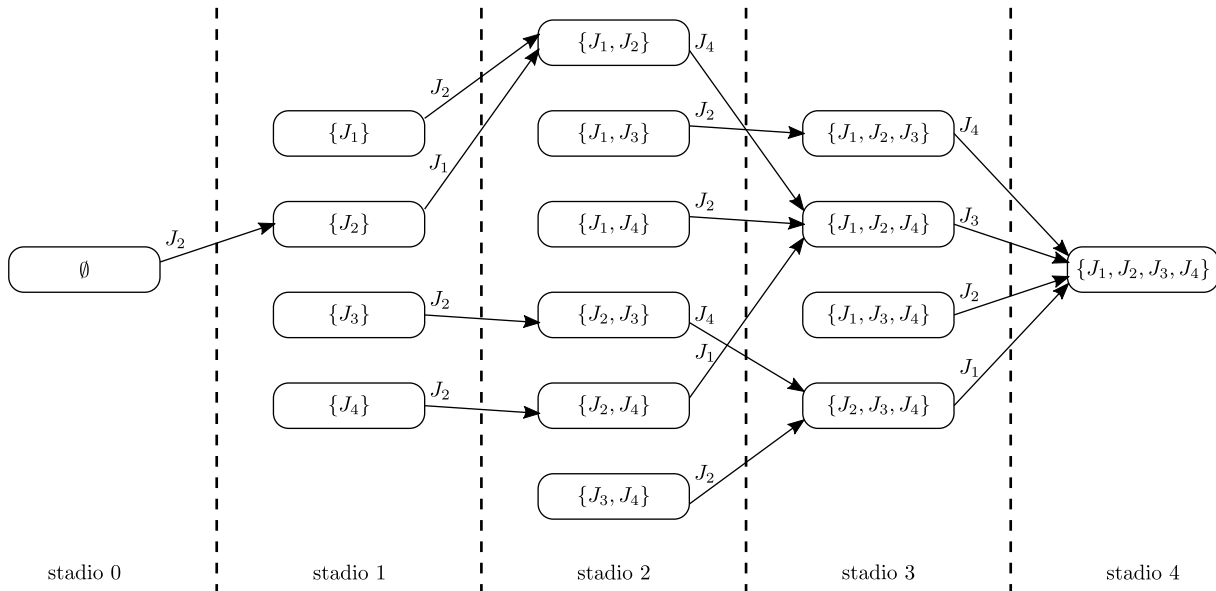 {J₁, J₂}
J₄
J₂
{J₁}
J₂
{J₁, J₃}
{J₁, J₂, J₃}
J₄
J₁
J₂
{J₂}
J₂
{J₁, J₄}
{J₁, J₂, J₄}
J₃
∅
{J₁, J₂, J₃, J₄}
{J₃}
J₂
{J₂, J₃}
J₄
{J₁, J₃, J₄}
J₂
J₁
J₁
{J₄}
J₂
{J₂, J₄}
{J₂, J₃, J₄}
J₂
{J₃, J₄}
stadio 0
stadio 1
stadio 2
stadio 3
stadio 4